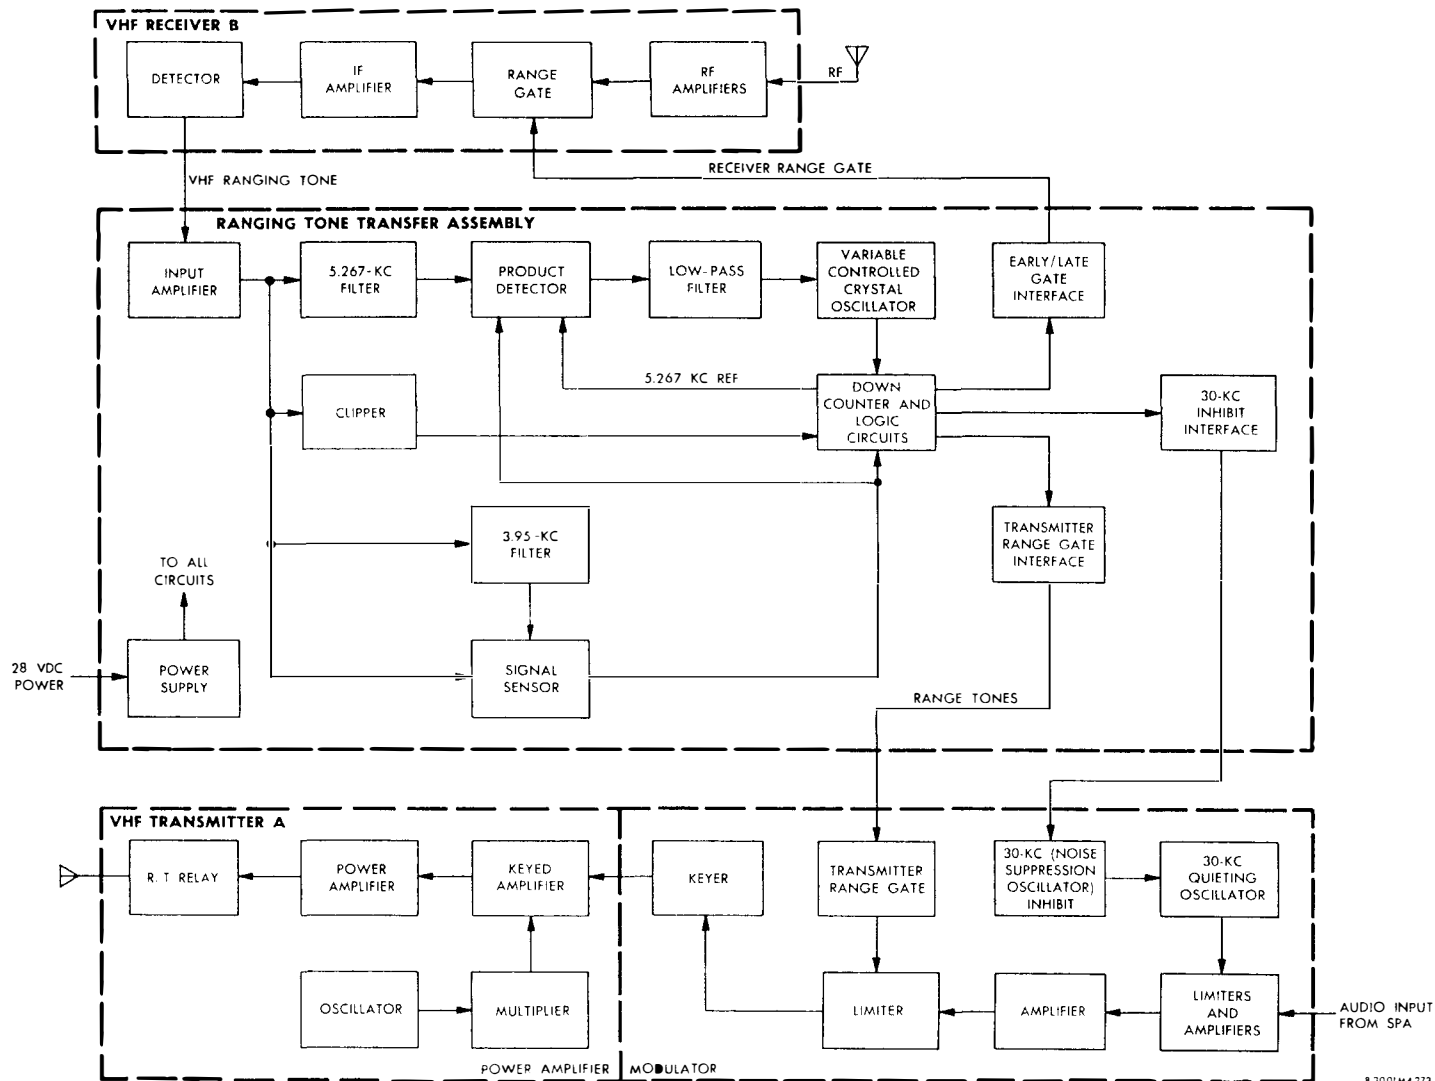 VHF RECEIVER B
DETECTOR
IF
AMPLIFIER
RANGE
GATE
RF
AMPLIFIERS
RF
VHF RANGING TONE
RECEIVER RANGE GATE
RANGING TONE TRANSFER ASSEMBLY
INPUT
AMPLIFIER
5.267-KC
FILTER
PRODUCT
DETECTOR
LOW-PASS
FILTER
VARIABLE
CONTROLLED
CRYSTAL
OSCILLATOR
EARLY/LATE
GATE
INTERFACE
5.267 KC REF
CLIPPER
DOWN
COUNTER AND
LOGIC
CIRCUITS
30-KC
INHIBIT
INTERFACE
3.95-KC
FILTER
TRANSMITTER
RANGE GATE
INTERFACE
TO ALL
CIRCUITS
28 VDC
POWER
POWER
SUPPLY
SIGNAL
SENSOR
RANGE TONES
VHF TRANSMITTER A
R.T RELAY
POWER
AMPLIFIER
KEYED
AMPLIFIER
KEYER
TRANSMITTER
RANGE GATE
30-KC (NOISE
SUPPRESSION
OSCILLATOR)
INHIBIT
30-KC
QUIETING
OSCILLATOR
OSCILLATOR
MULTIPLIER
LIMITER
AMPLIFIER
LIMITERS
AND
AMPLIFIERS
AUDIO INPUT
FROM SPA
POWER AMPLIFIER
MODULATOR